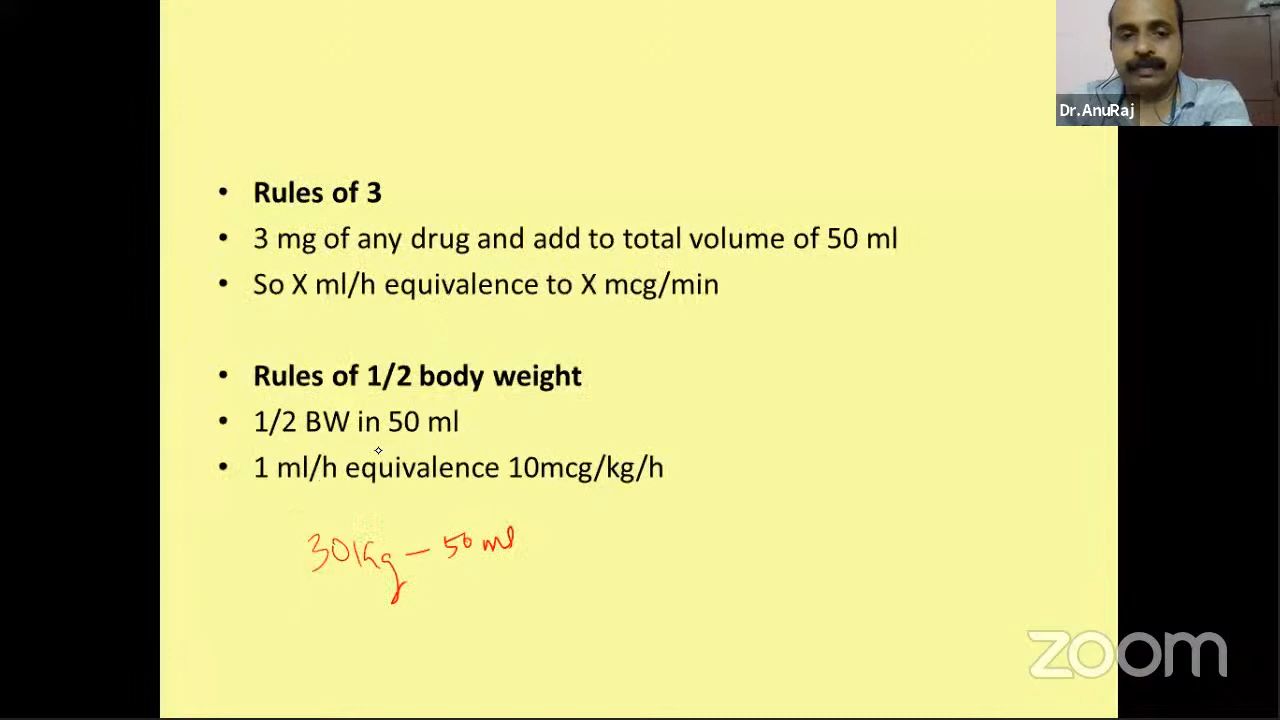 Dr.AnuRaj
• Rules of 3
• 3 mg of any drug and add to total volume of 50 ml
• So X ml/h equivalence to X mcg/min
• Rules of 1/2 body weight
• 1/2 BW in 50 ml
• 1 ml/h equivalence 10mcg/kg/h
30 Kg – 50 ml
zoom